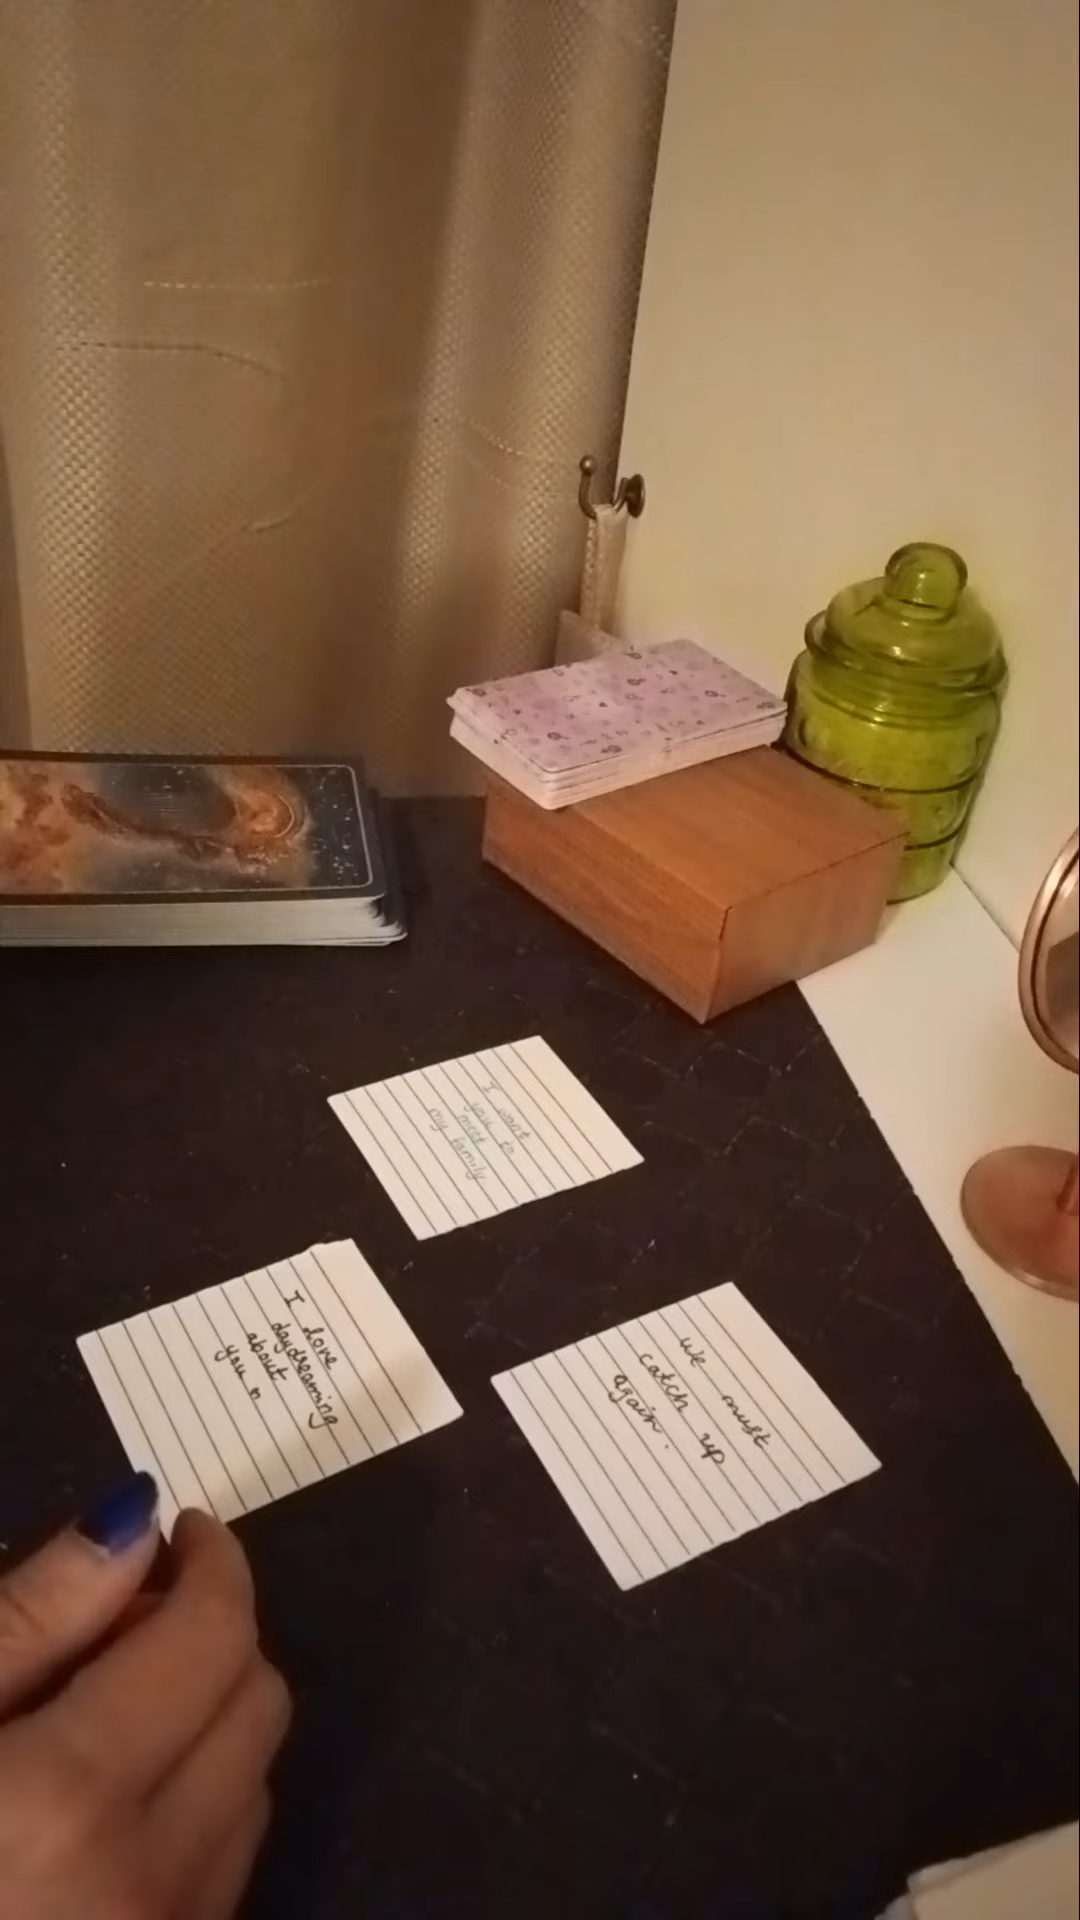 I want
you to
meet
my family
I love
daydreaming
about
you
we must
catch up
again.